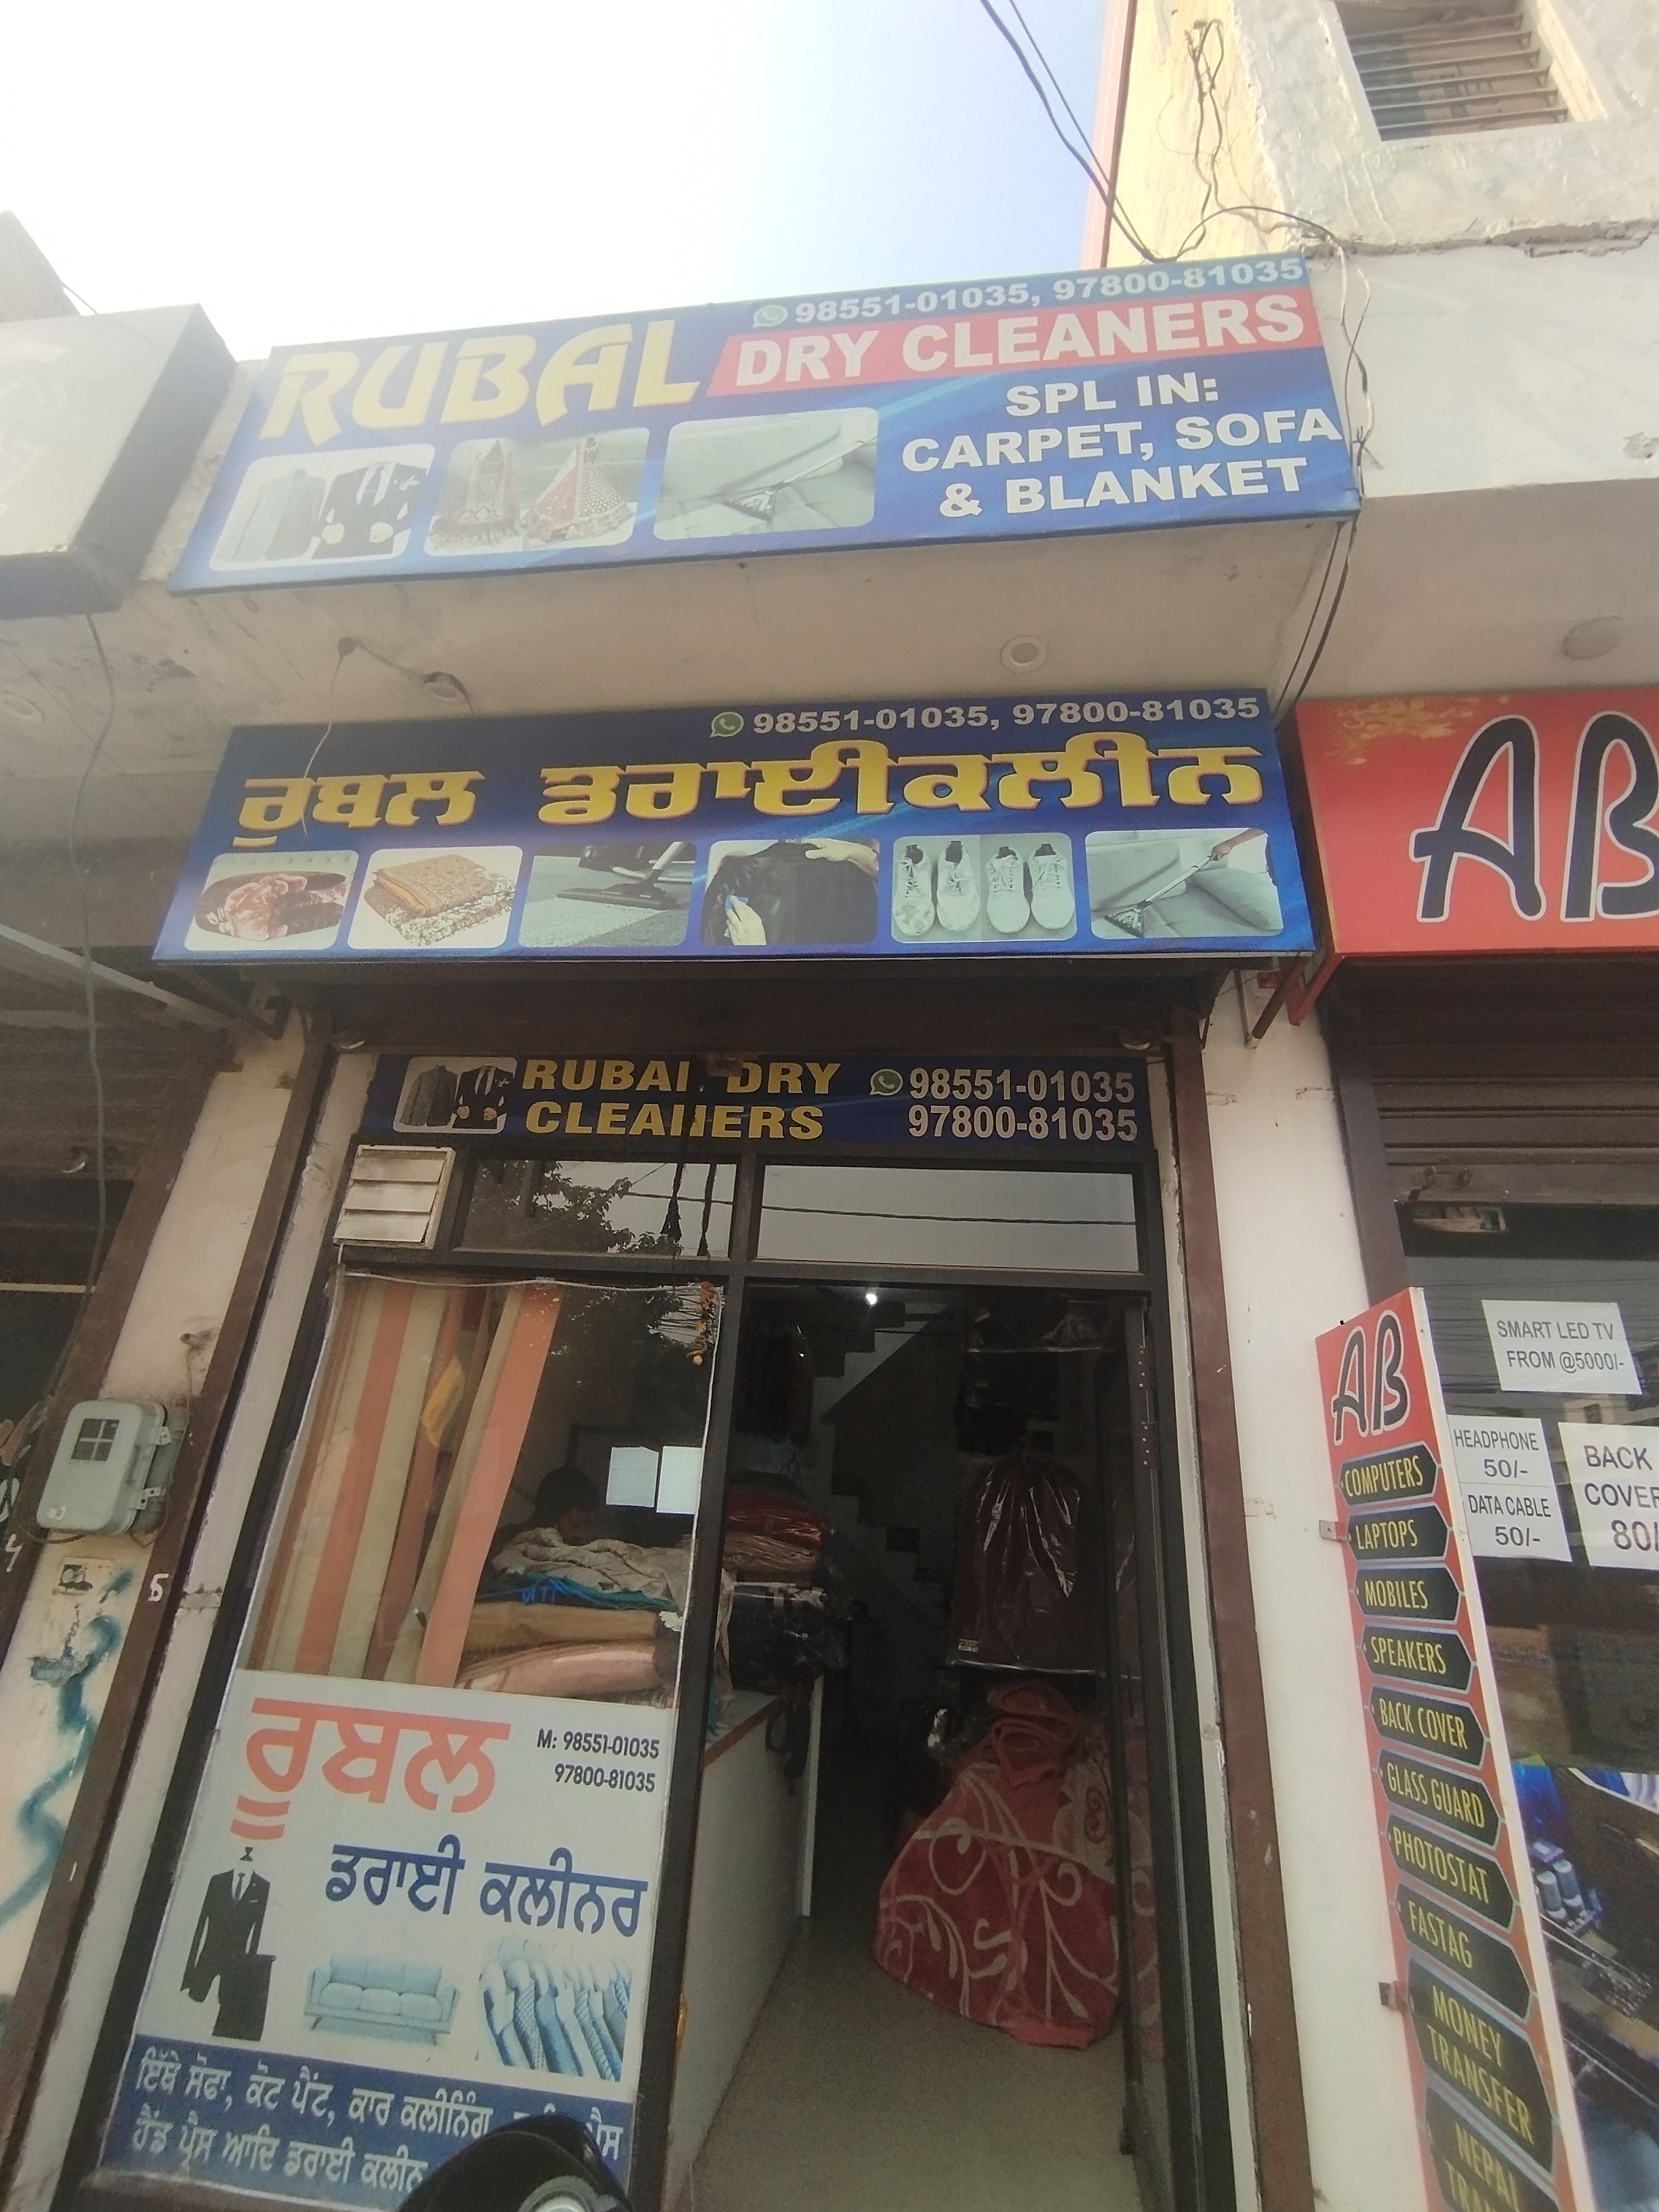 98551-01035, 97800-81035
RUBAL DRY CLEANERS
SPL IN:
CARPET, SOFA
& BLANKET
98551-01035, 97800-81035
ਰੁਬਲ ਡਰਾਈਕਲੀਨ
RUBAL DRY
CLEANERS
98551-01035
97800-81035
ਰੂਬਲ
M: 98551-01035
97800-81035
ਡਰਾਈ ਕਲੀਨਰ
ਇੱਥੇ ਸੋਫਾ, ਕੋਟ ਪੈਂਟ, ਕਾਰ ਕਲੀਨਿੰਗ
ਹੈਂਡ ਪ੍ਰੈਸ ਆਦਿ ਡਰਾਈ ਕਲੀਨ
AB
SMART LED TV
FROM @5000/-
HEADPHONE
50/-
DATA CABLE
50/-
BACK
COVER
80/
AB
COMPUTERS
LAPTOPS
MOBILES
SPEAKERS
BACK COVER
GLASS GUARD
PHOTOSTAT
FASTAG
MONEY
TRANSFER
NEPAL